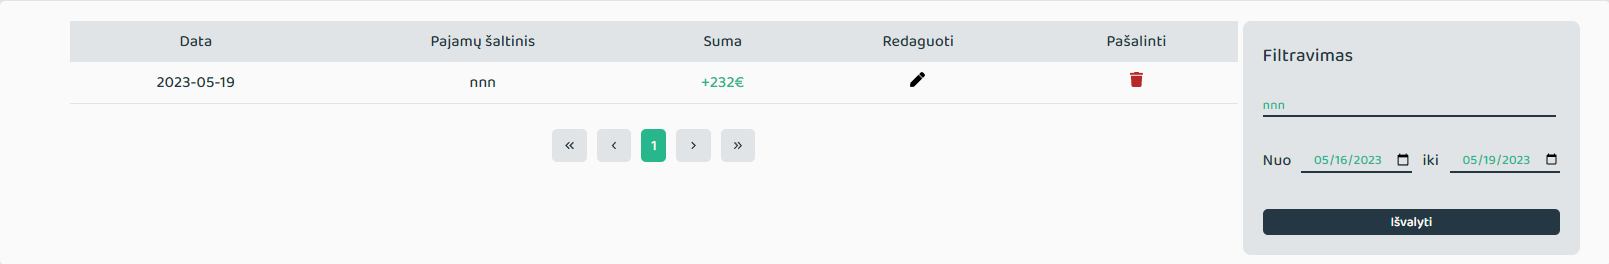 Data Pajamų šaltinis Suma Redaguoti Pašalinti
2023-05-19 nnn +232€
« ‹ 1 › »
Filtravimas
nnn
Nuo 05/16/2023 iki 05/19/2023
Išvalyti